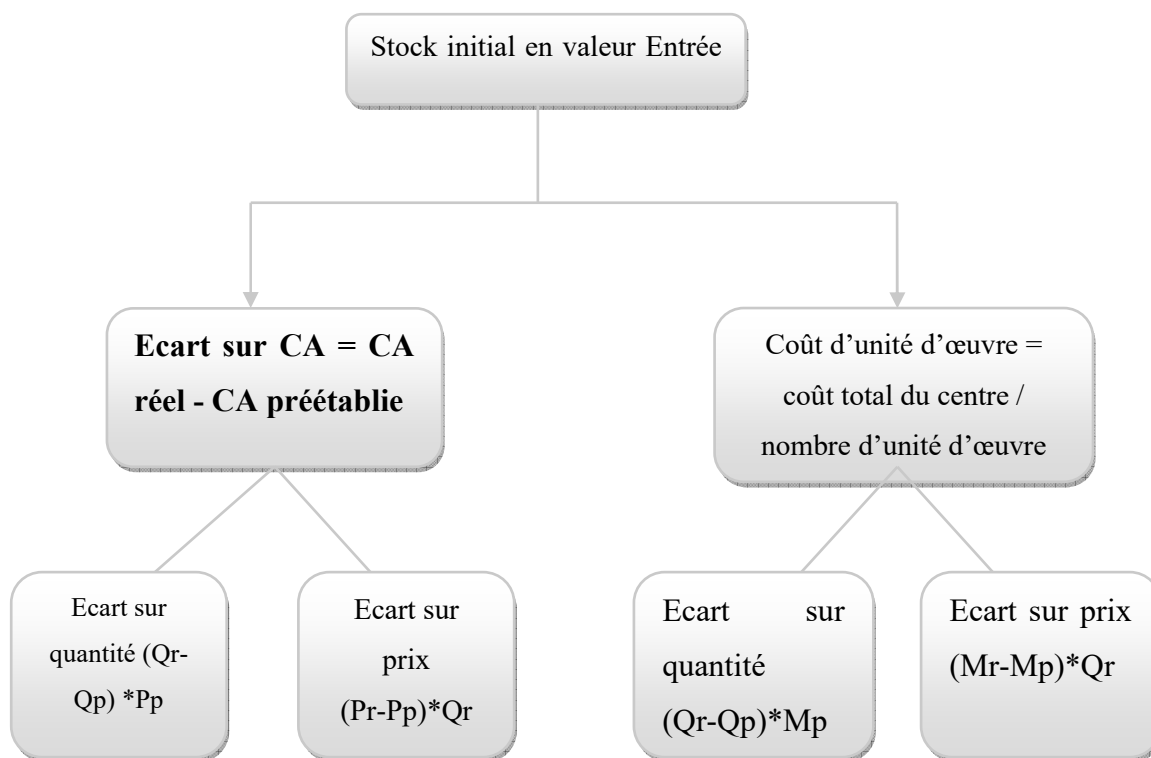 Stock initial en valeur Entrée
Ecart sur CA = CA
réel - CA préétablie
Coût d’unité d’œuvre =
coût total du centre /
nombre d’unité d’œuvre
Ecart sur
quantité (Qr-
Qp) *Pp
Ecart sur
prix
(Pr-Pp)*Qr
Ecart sur
quantité
(Qr-Qp)*Mp
Ecart sur prix
(Mr-Mp)*Qr